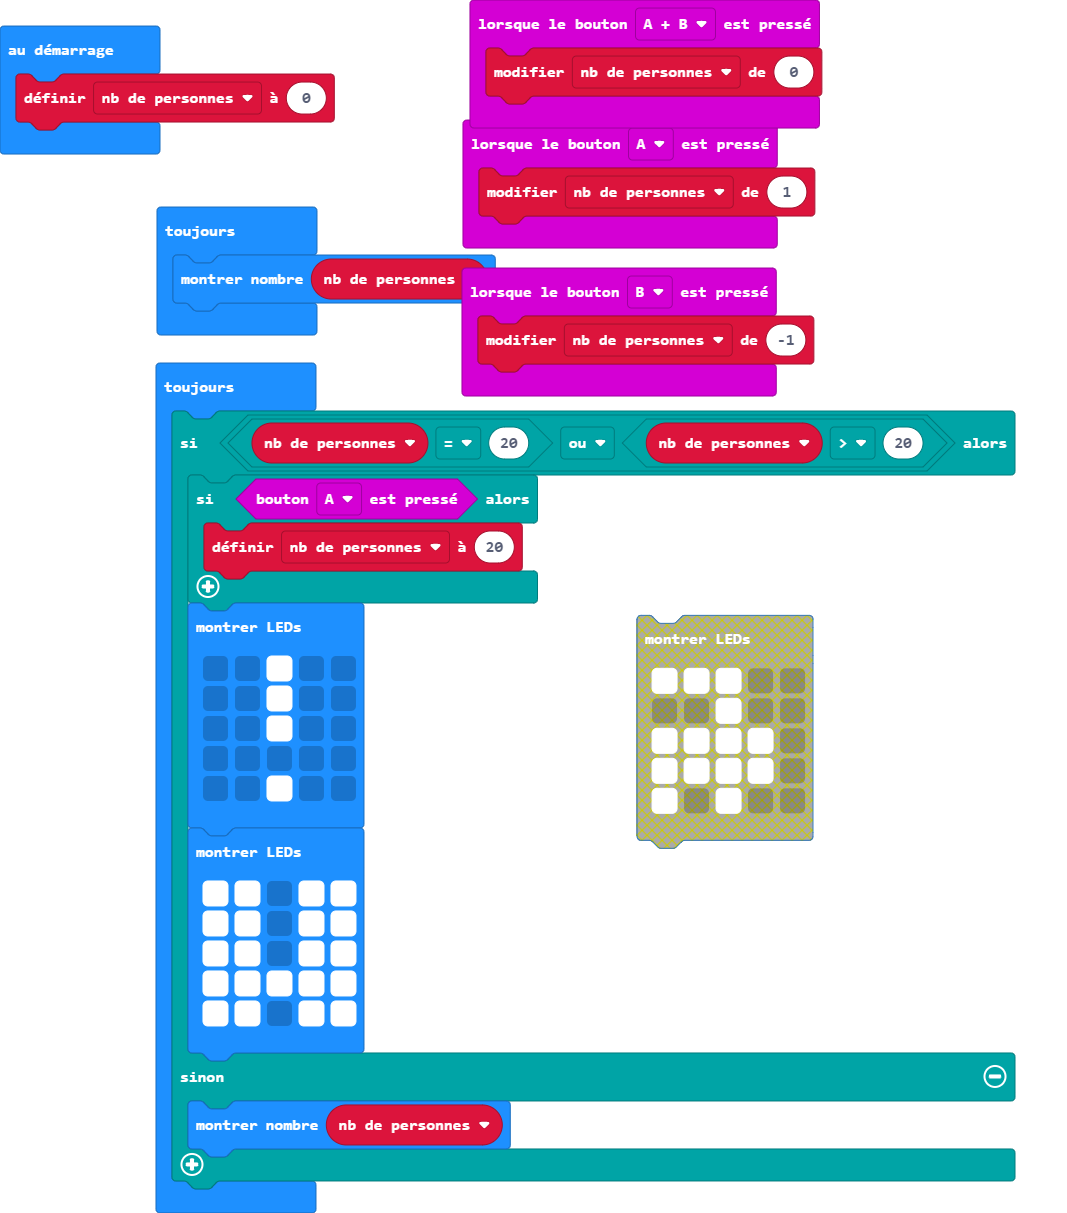 au démarrage
définir nb de personnes à 0
lorsque le bouton A + B est pressé
modifier nb de personnes de 0
lorsque le bouton A est pressé
modifier nb de personnes de 1
toujours
montrer nombre nb de personnes
lorsque le bouton B est pressé
modifier nb de personnes de -1
toujours
si nb de personnes = 20 ou nb de personnes > 20 alors
si bouton A est pressé alors
définir nb de personnes à 20
montrer LEDs
montrer LEDs
montrer LEDs
sinon
montrer nombre nb de personnes